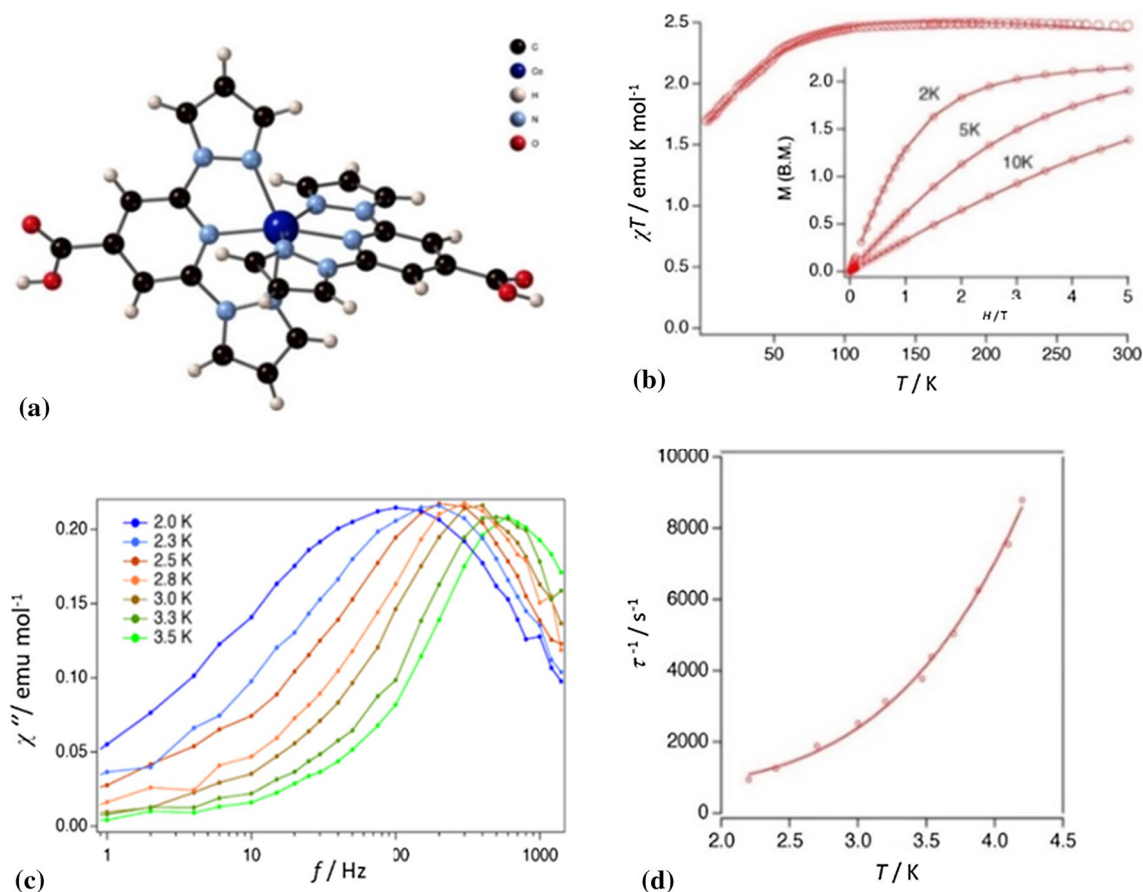 C
Co
H
N
O
(a)
2.5
2.0
1.5
1.0
0.5
0.0
χT / emu K mol-1
50
100
150
200
250
300
T / K
2.0
1.5
1.0
0.5
0.0
M (B.M.)
2K
5K
10K
0
1
2
3
4
5
H/T
(b)
2.0 K
2.3 K
2.5 K
2.8 K
3.0 K
3.3 K
3.5 K
0.20
0.15
0.10
0.05
0.00
χ″/ emu mol-1
1
10
00
1000
f / Hz
(c)
10000
8000
6000
4000
2000
0
τ-1 / s-1
2.0
2.5
3.0
3.5
4.0
4.5
T / K
(d)